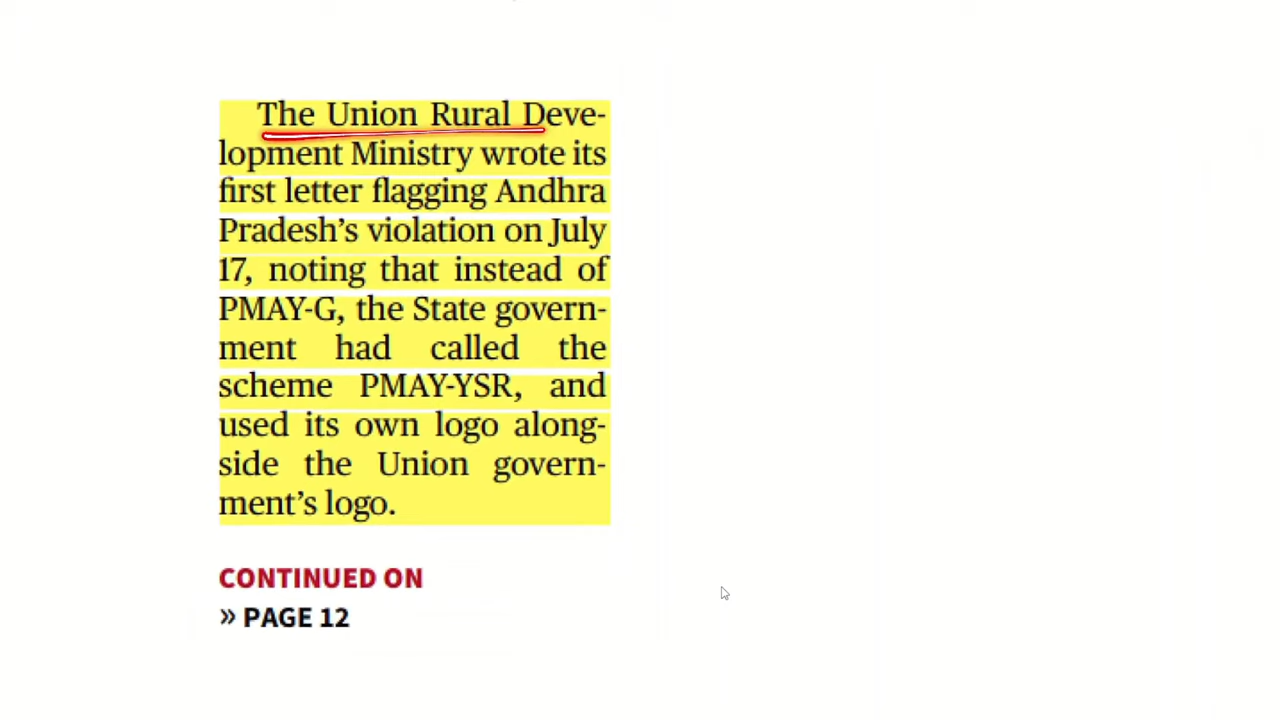 The Union Rural Deve-
lopment Ministry wrote its
first letter flagging Andhra
Pradesh’s violation on July
17, noting that instead of
PMAY-G, the State govern-
ment had called the
scheme PMAY-YSR, and
used its own logo along-
side the Union govern-
ment’s logo.
CONTINUED ON
» PAGE 12